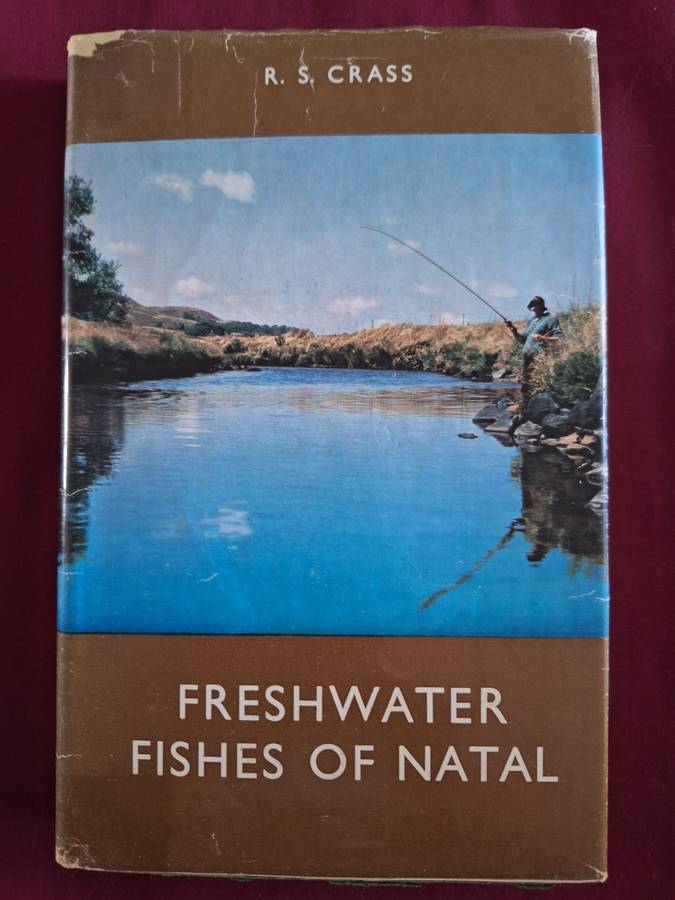 R. S. CRASS
FRESHWATER
FISHES OF NATAL